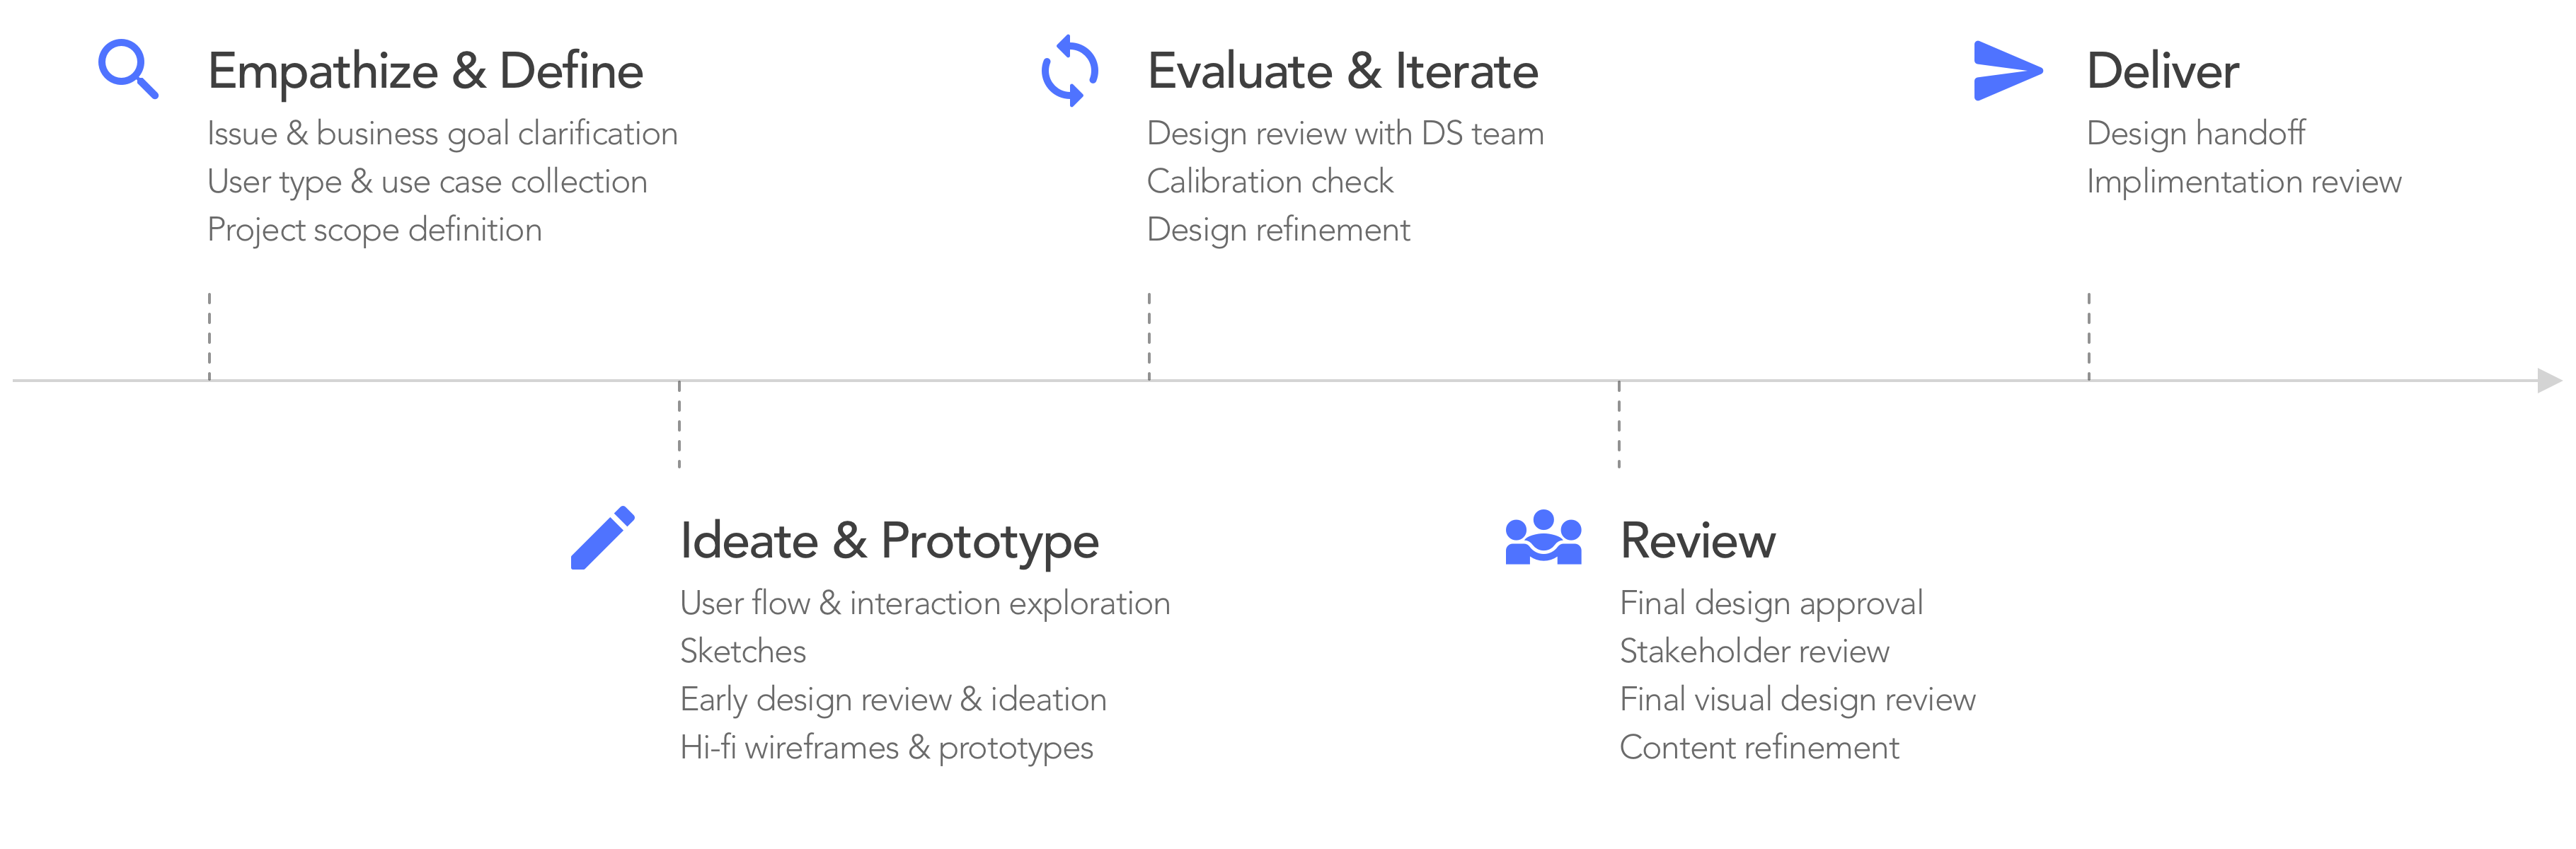 Empathize & Define
Issue & business goal clarification
User type & use case collection
Project scope definition
Ideate & Prototype
User flow & interaction exploration
Sketches
Early design review & ideation
Hi-fi wireframes & prototypes
Evaluate & Iterate
Design review with DS team
Calibration check
Design refinement
Review
Final design approval
Stakeholder review
Final visual design review
Content refinement
Deliver
Design handoff
Implimentation review